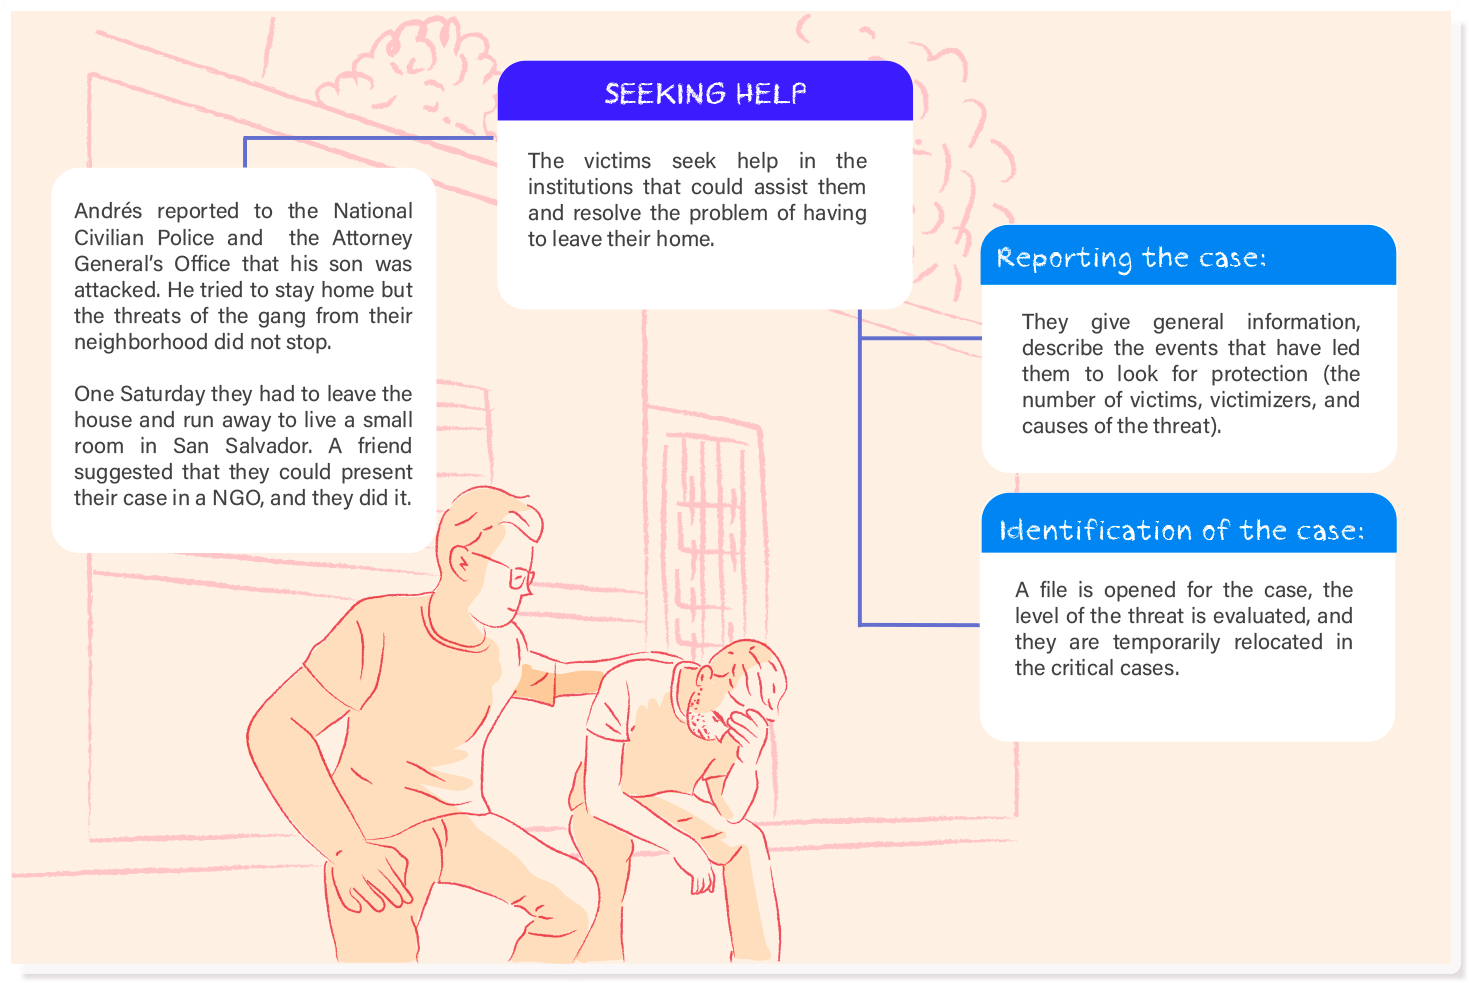 SEEKING HELP
The victims seek help in the
institutions that could assist them
and resolve the problem of having
to leave their home.
Andrés reported to the National
Civilian Police and the Attorney
General's Office that his son was
attacked. He tried to stay home but
the threats of the gang from their
neighborhood did not stop.
One Saturday they had to leave the
house and run away to live a small
room in San Salvador. A friend
suggested that they could present
their case in a NGO, and they did it.
Reporting the case:
They give general information,
describe the events that have led
them to look for protection (the
number of victims, victimizers, and
causes of the threat).
Identification of the case:
A file is opened for the case, the
level of the threat is evaluated, and
they are temporarily relocated in
the critical cases.